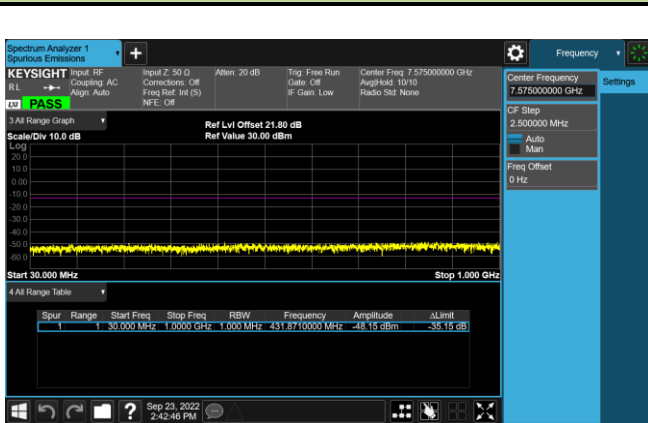 Spectrum Analyzer 1
Spurious Emissions
Frequency
KEYSIGHT Input: RF Input Z: 50 Ω Atten: 20 dB Trig: Free Run Center Freq: 7.575000000 GHz
RL Coupling: AC Corrections: Off Gate: Off Avg|Hold: 10/10
Align: Auto Freq Ref: Int (S) IF Gain: Low Radio Std: None
LXI PASS NFE: Off
Center Frequency
7.575000000 GHz
Settings
CF Step
2.500000 MHz
Auto
Man
Freq Offset
0 Hz
3 All Range Graph
Ref Lvl Offset 21.80 dB
Scale/Div 10.0 dB Ref Value 30.00 dBm
Log
20.0
10.0
0.00
-10.0
-20.0
-30.0
-40.0
-50.0
-60.0
Start 30.000 MHz Stop 1.000 GHz
4 All Range Table
Spur Range Start Freq Stop Freq RBW Frequency Amplitude ΔLimit
1 1 30.000 MHz 1.0000 GHz 1.000 MHz 431.8710000 MHz -48.15 dBm -35.15 dB
? Sep 23, 2022
2:42:46 PM